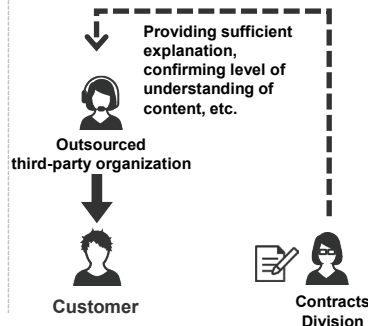 Providing sufficient
explanation,
confirming level of
understanding of
content, etc.
Outsourced
third-party organization
Customer
Contracts
Division